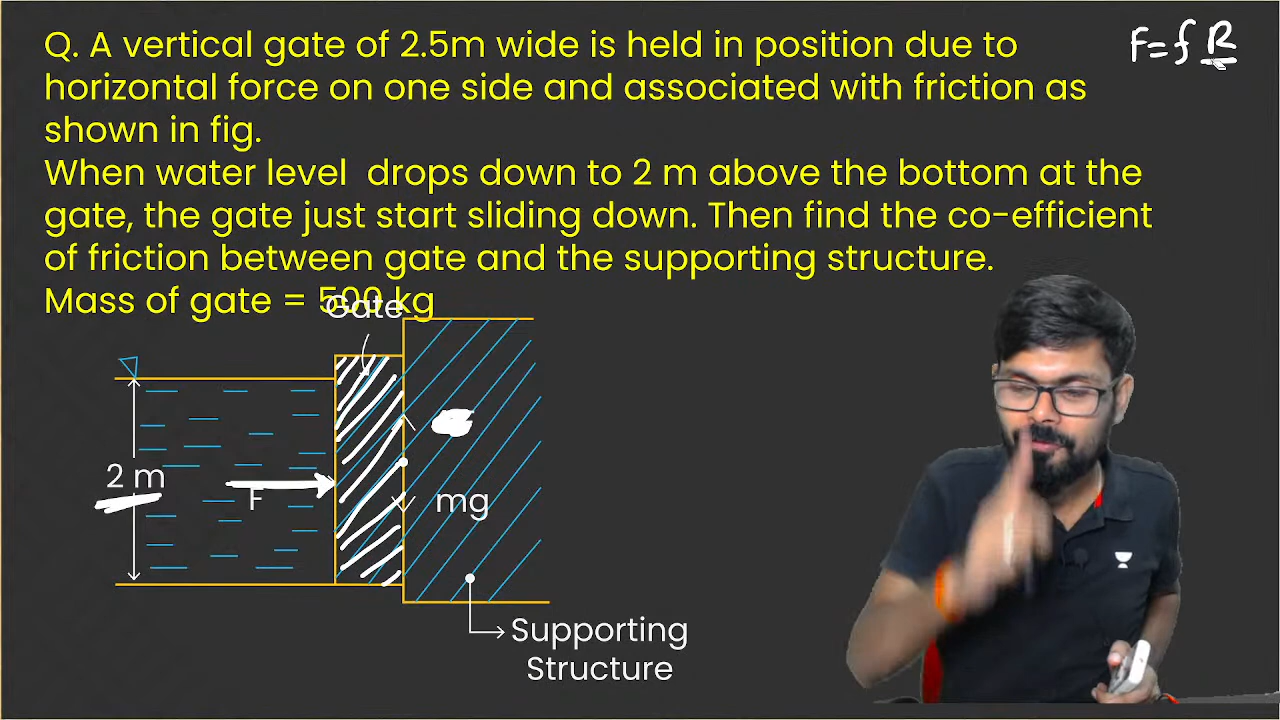 Q. A vertical gate of 2.5m wide is held in position due to
horizontal force on one side and associated with friction as
shown in fig.
When water level drops down to 2 m above the bottom at the
gate, the gate just start sliding down. Then find the co-efficient
of friction between gate and the supporting structure.
Mass of gate = 500 kg
F = f R
Gate
2 m
F
mg
Supporting
Structure